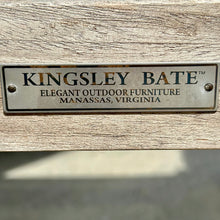 KINGSLEY BATE™
ELEGANT OUTDOOR FURNITURE
MANASSAS, VIRGINIA